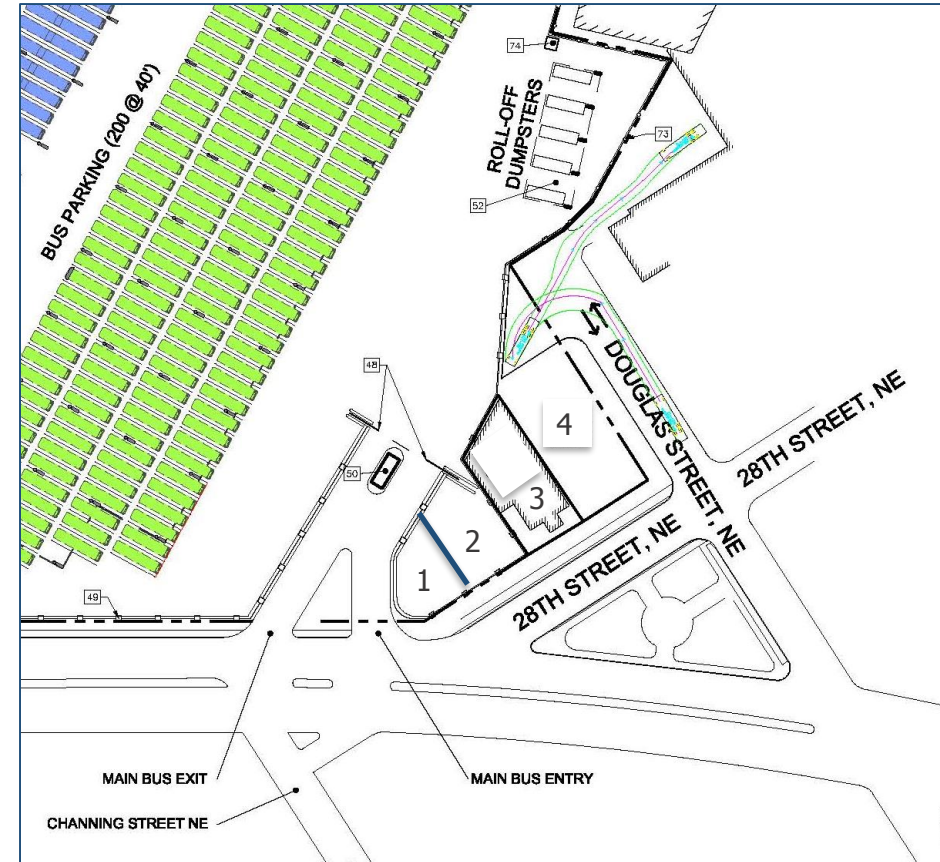 74
BUS PARKING (200 @ 40')
ROLL-OFF
DUMPSTERS
73
52
DOUGLAS STREET, NE
28TH STREET, NE
48
4
50
3
2
1
28TH STREET, NE
49
MAIN BUS EXIT
MAIN BUS ENTRY
CHANNING STREET NE